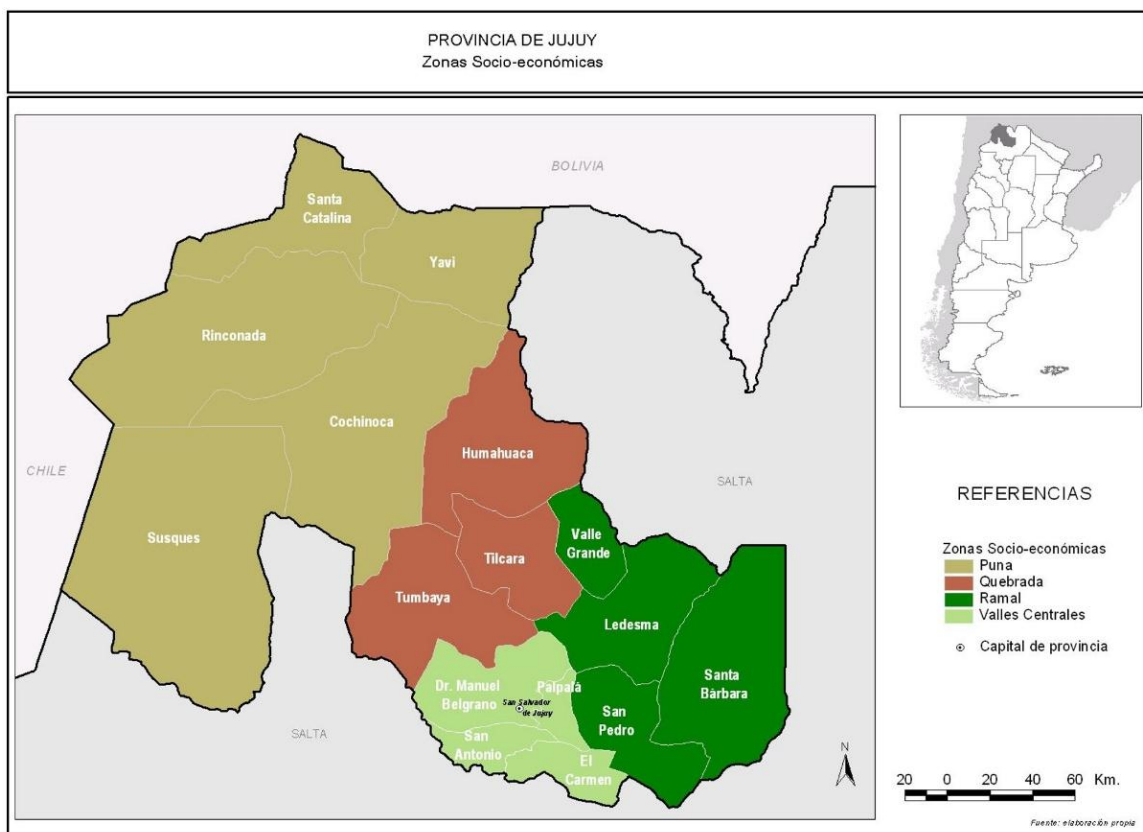 PROVINCIA DE JUJUY
Zonas Socio-económicas
BOLIVIA
Santa
Catalina
Yavi
Rinconada
Cochinoca
Humahuaca
CHILE
SALTA
Susques
Valle
Grande
Tilcara
Tumbaya
Ledesma
Santa
Bárbara
Dr. Manuel
Belgrano
Palpalá
San Salvador
de Jujuy
San
Pedro
SALTA
San
Antonio
El
Carmen
REFERENCIAS
Zonas Socio-económicas
Puna
Quebrada
Ramal
Valles Centrales
Capital de provincia
N
20 0 20 40 60 Km.
Fuente: elaboración propia